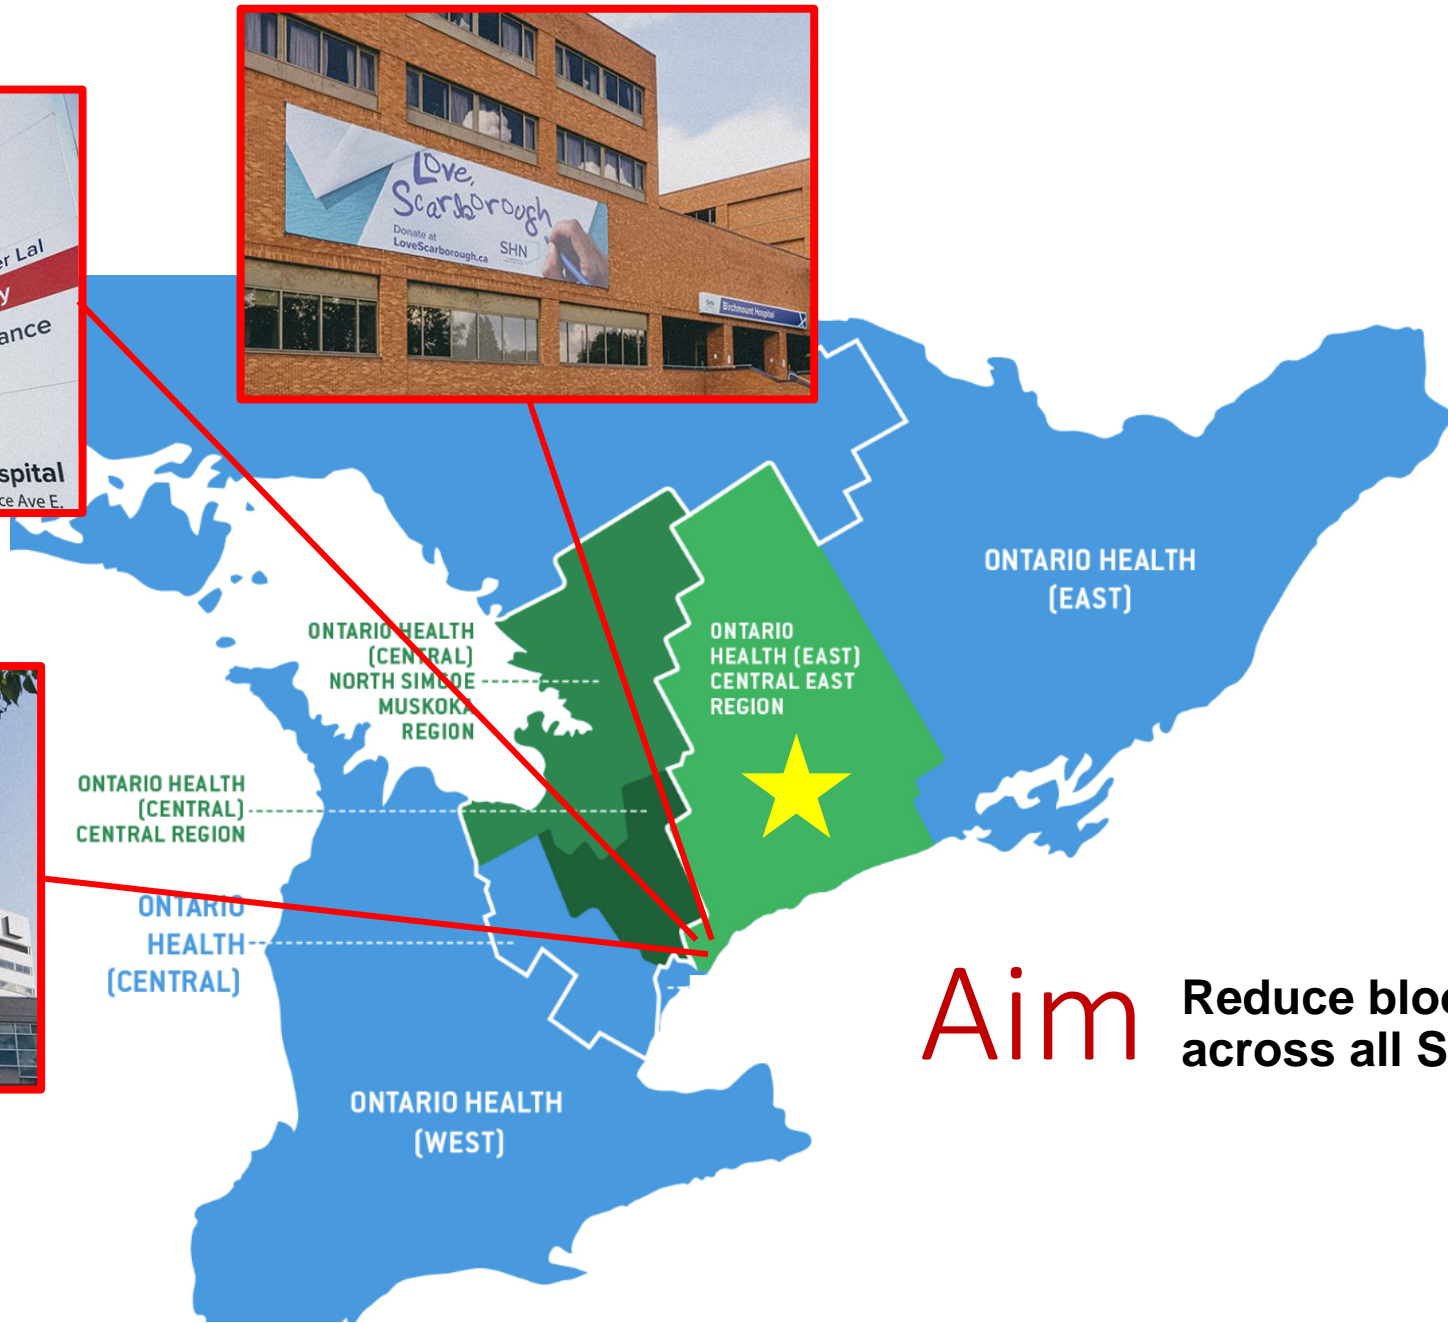 er Lal
y
ance
spital
ce Ave E.
Love,
Scarborough
Donate at
LoveScarborough.ca
SHN
Birchmount Hospital
ONTARIO HEALTH
(EAST)
ONTARIO HEALTH
(CENTRAL)
NORTH SIMCOE
MUSKOKA
REGION
ONTARIO
HEALTH (EAST)
CENTRAL EAST
REGION
ONTARIO HEALTH
(CENTRAL)
CENTRAL REGION
ONTARIO
HEALTH
(CENTRAL)
L
Aim
Reduce bloo
across all S
ONTARIO HEALTH
(WEST)